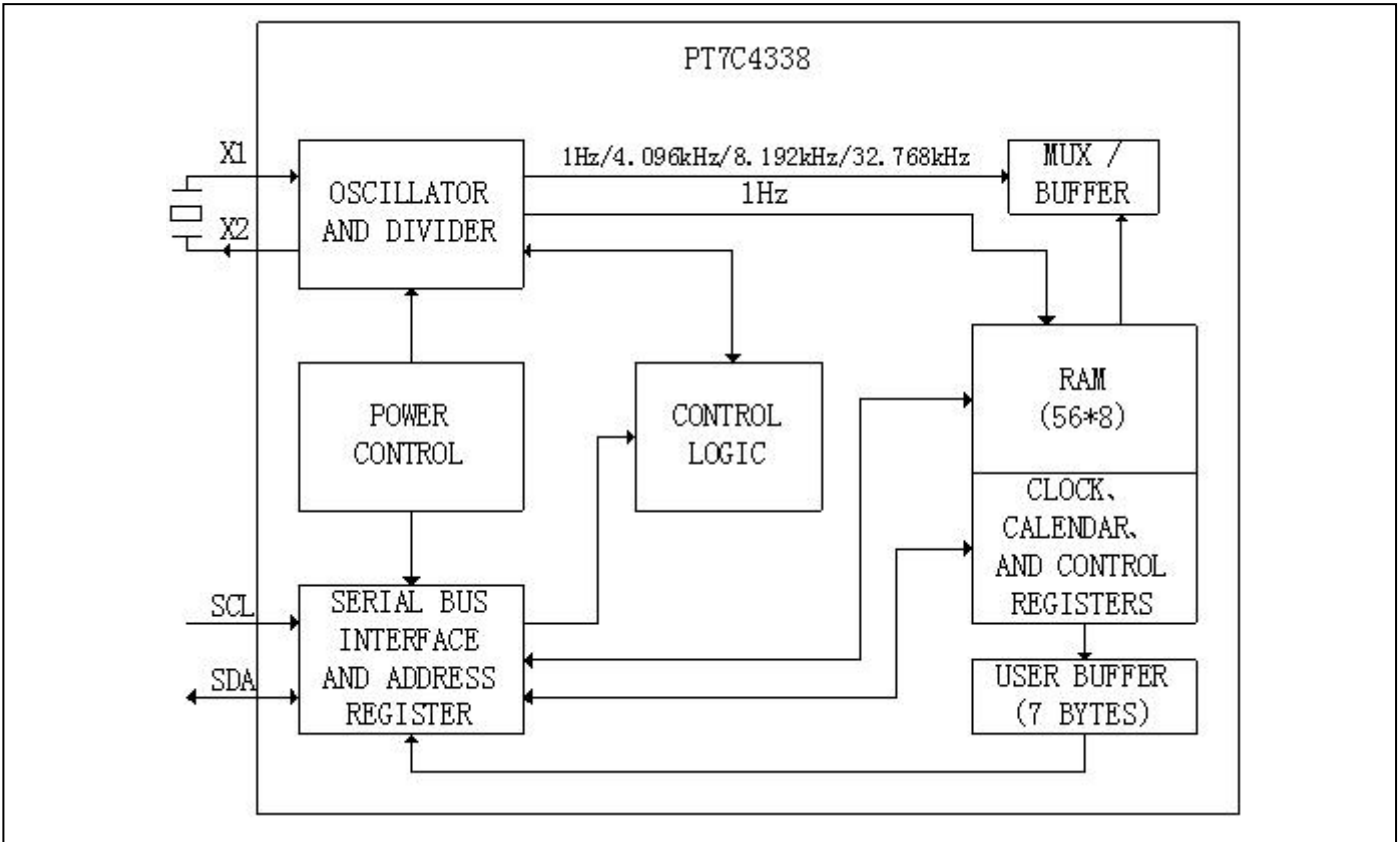 PT7C4338
X1
X2
OSCILLATOR
AND DIVIDER
1Hz/4.096kHz/8.192kHz/32.768kHz
1Hz
MUX /
BUFFER
POWER
CONTROL
CONTROL
LOGIC
RAM
(56*8)
CLOCK、
CALENDAR、
AND CONTROL
REGISTERS
SCL
SDA
SERIAL BUS
INTERFACE
AND ADDRESS
REGISTER
USER BUFFER
(7 BYTES)